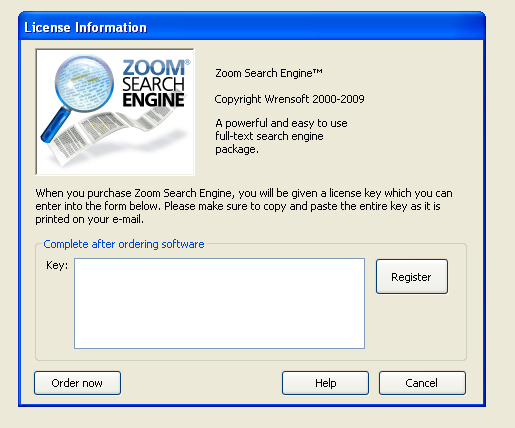 License Information
ZOOM®
SEARCH
ENGINE
Zoom Search Engine™
Copyright Wrensoft 2000-2009
A powerful and easy to use
full-text search engine
package.
When you purchase Zoom Search Engine, you will be given a license key which you can
enter into the form below. Please make sure to copy and paste the entire key as it is
printed on your e-mail.
Complete after ordering software
Key:
Register
Order now
Help
Cancel